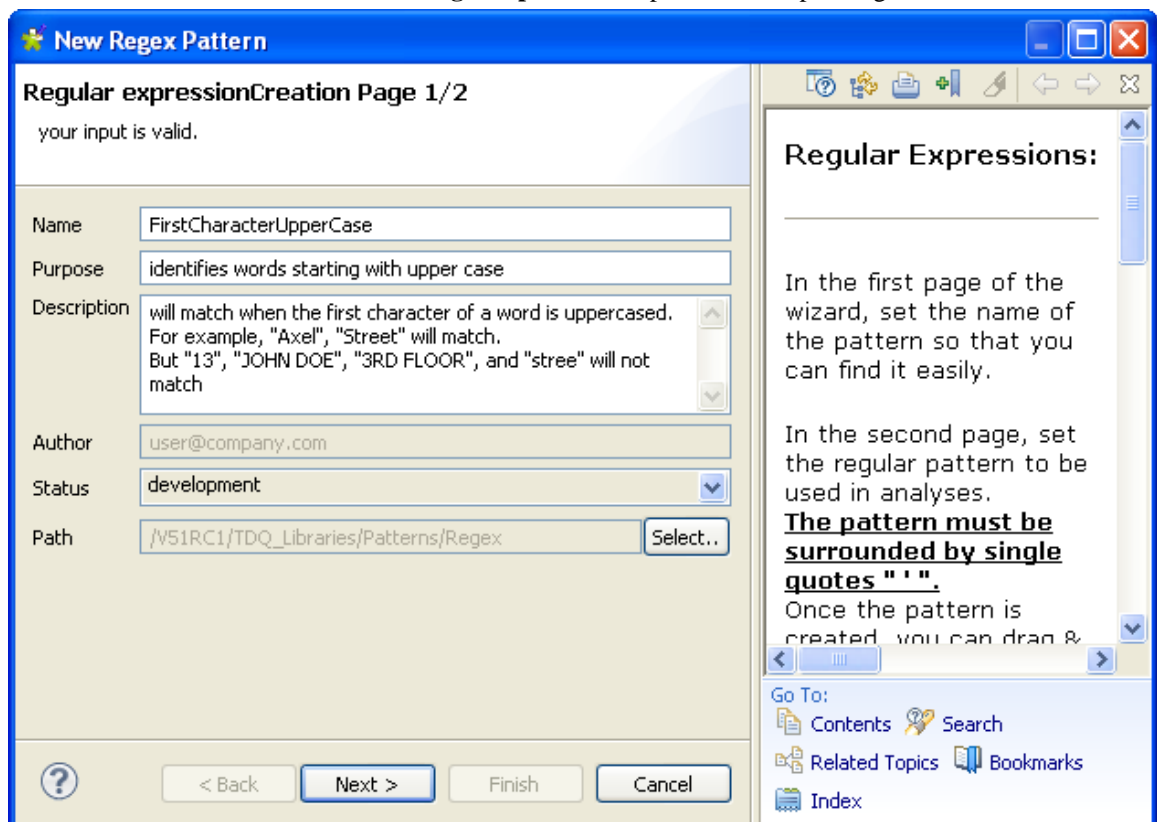 New Regex Pattern
Regular expressionCreation Page 1/2
your input is valid.
Name
FirstCharacterUpperCase
Purpose
identifies words starting with upper case
Description
will match when the first character of a word is uppercased.
For example, "Axel", "Street" will match.
But "13", "JOHN DOE", "3RD FLOOR", and "stree" will not
match
Author
user@company.com
Status
development
Path
/V51RC1/TDQ_Libraries/Patterns/Regex
Select..
< Back
Next >
Finish
Cancel
Regular Expressions:
In the first page of the
wizard, set the name of
the pattern so that you
can find it easily.
In the second page, set
the regular pattern to be
used in analyses.
The pattern must be
surrounded by single
quotes " ' ".
Once the pattern is
created, you can drag &
Go To:
Contents
Search
Related Topics
Bookmarks
Index